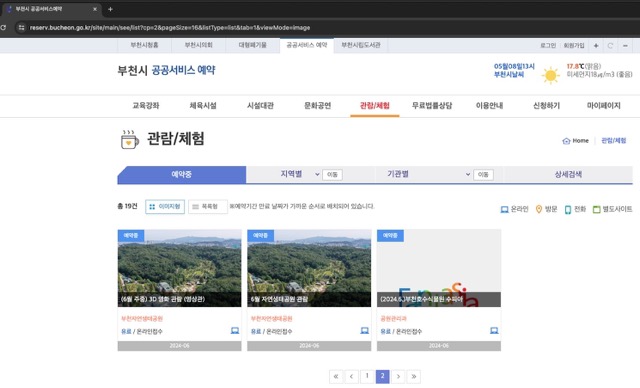 부천시 공공서비스예약
reserv.bucheon.go.kr/site/main/see/list?cp=2&pageSize=16&listType=list&tab=1&viewMode=image
부천시청홈 부천시의회 대형폐기물 공공서비스 예약 부천시립도서관 로그인 회원가입
부천시 공공서비스 예약
05월08일13시 부천시날씨
17.8℃(맑음)
미세먼지18㎍/m3 (좋음)
교육강좌 체육시설 시설대관 문화공연 관람/체험 무료법률상담 이용안내 신청하기 마이페이지
관람/체험
Home 관람/체험
예약중 지역별 이동 기관별 이동 상세검색
총 19건 이미지형 목록형 ※예약기간 만료 날짜가 가까운 순서로 배치되어 있습니다.
온라인 방문 전화 별도사이트
예약중 예약중 예약중
(6월 주중) 3D 영화 관람 (영상관)
6월 자연생태공원 관람
(2024.6.)부천호수식물원 수피아
부천자연생태공원 부천자연생태공원 공원관리과
유료 / 온라인접수 유료 / 온라인접수 유료 / 온라인접수
2024-06 2024-06 2024-06
1 2